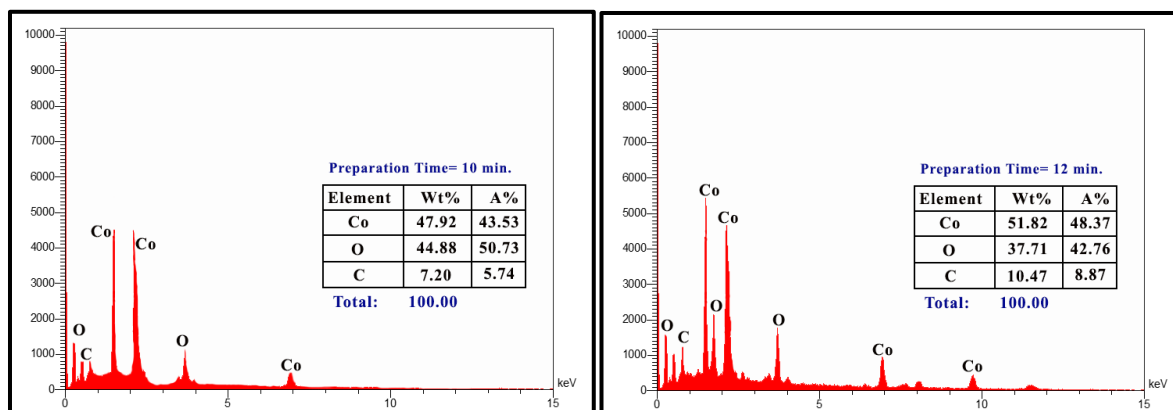 10000
9000
8000
7000
6000
5000
4000
3000
2000
1000
0
Co
Co
O
C
O
Co
0
5
10
15
keV
Preparation Time= 10 min.
Element Wt% A%
Co 47.92 43.53
O 44.88 50.73
C 7.20 5.74
Total: 100.00
10000
9000
8000
7000
6000
5000
4000
3000
2000
1000
0
Co
Co
O
O
C
O
Co
Co
0
5
10
15
keV
Preparation Time= 12 min.
Element Wt% A%
Co 51.82 48.37
O 37.71 42.76
C 10.47 8.87
Total: 100.00